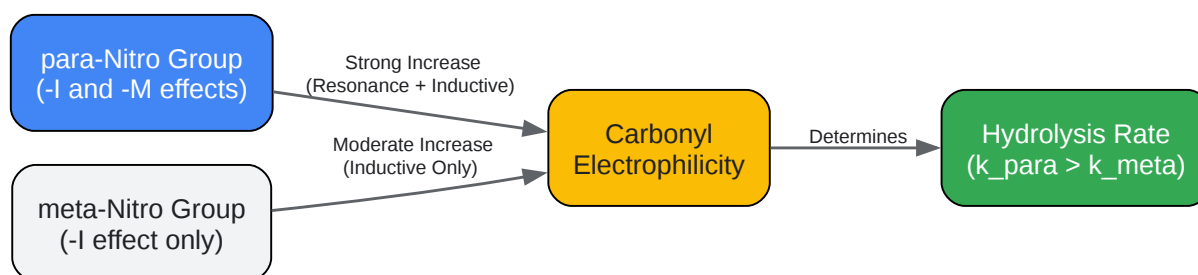 para-Nitro Group
(-I and -M effects)
Strong Increase
(Resonance + Inductive)
Moderate Increase
(Inductive Only)
meta-Nitro Group
(-I effect only)
Carbonyl
Electrophilicity
Determines
Hydrolysis Rate
(k_para > k_meta)